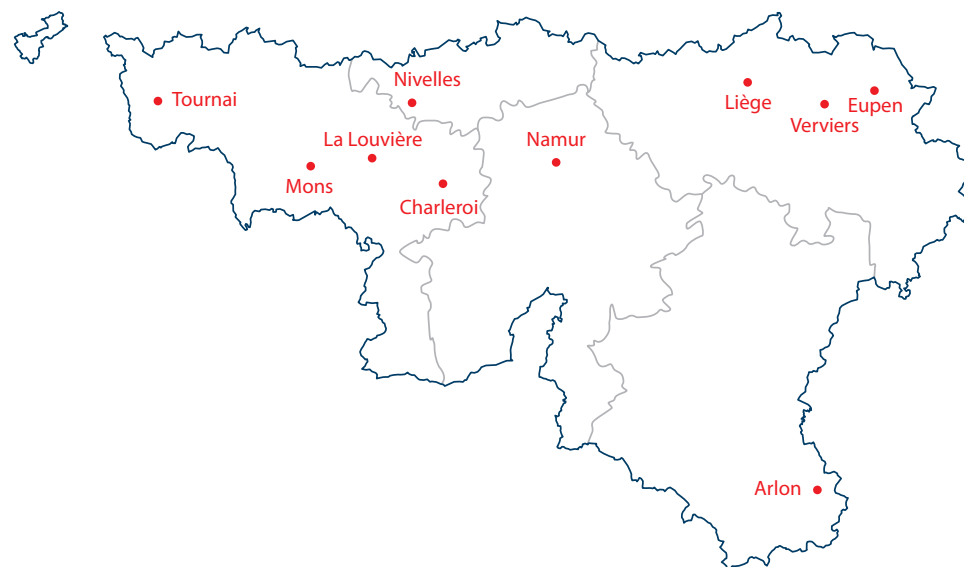 Nivelles
Tournai
Liège
Eupen
Verviers
La Louvière
Namur
Mons
Charleroi
Arlon